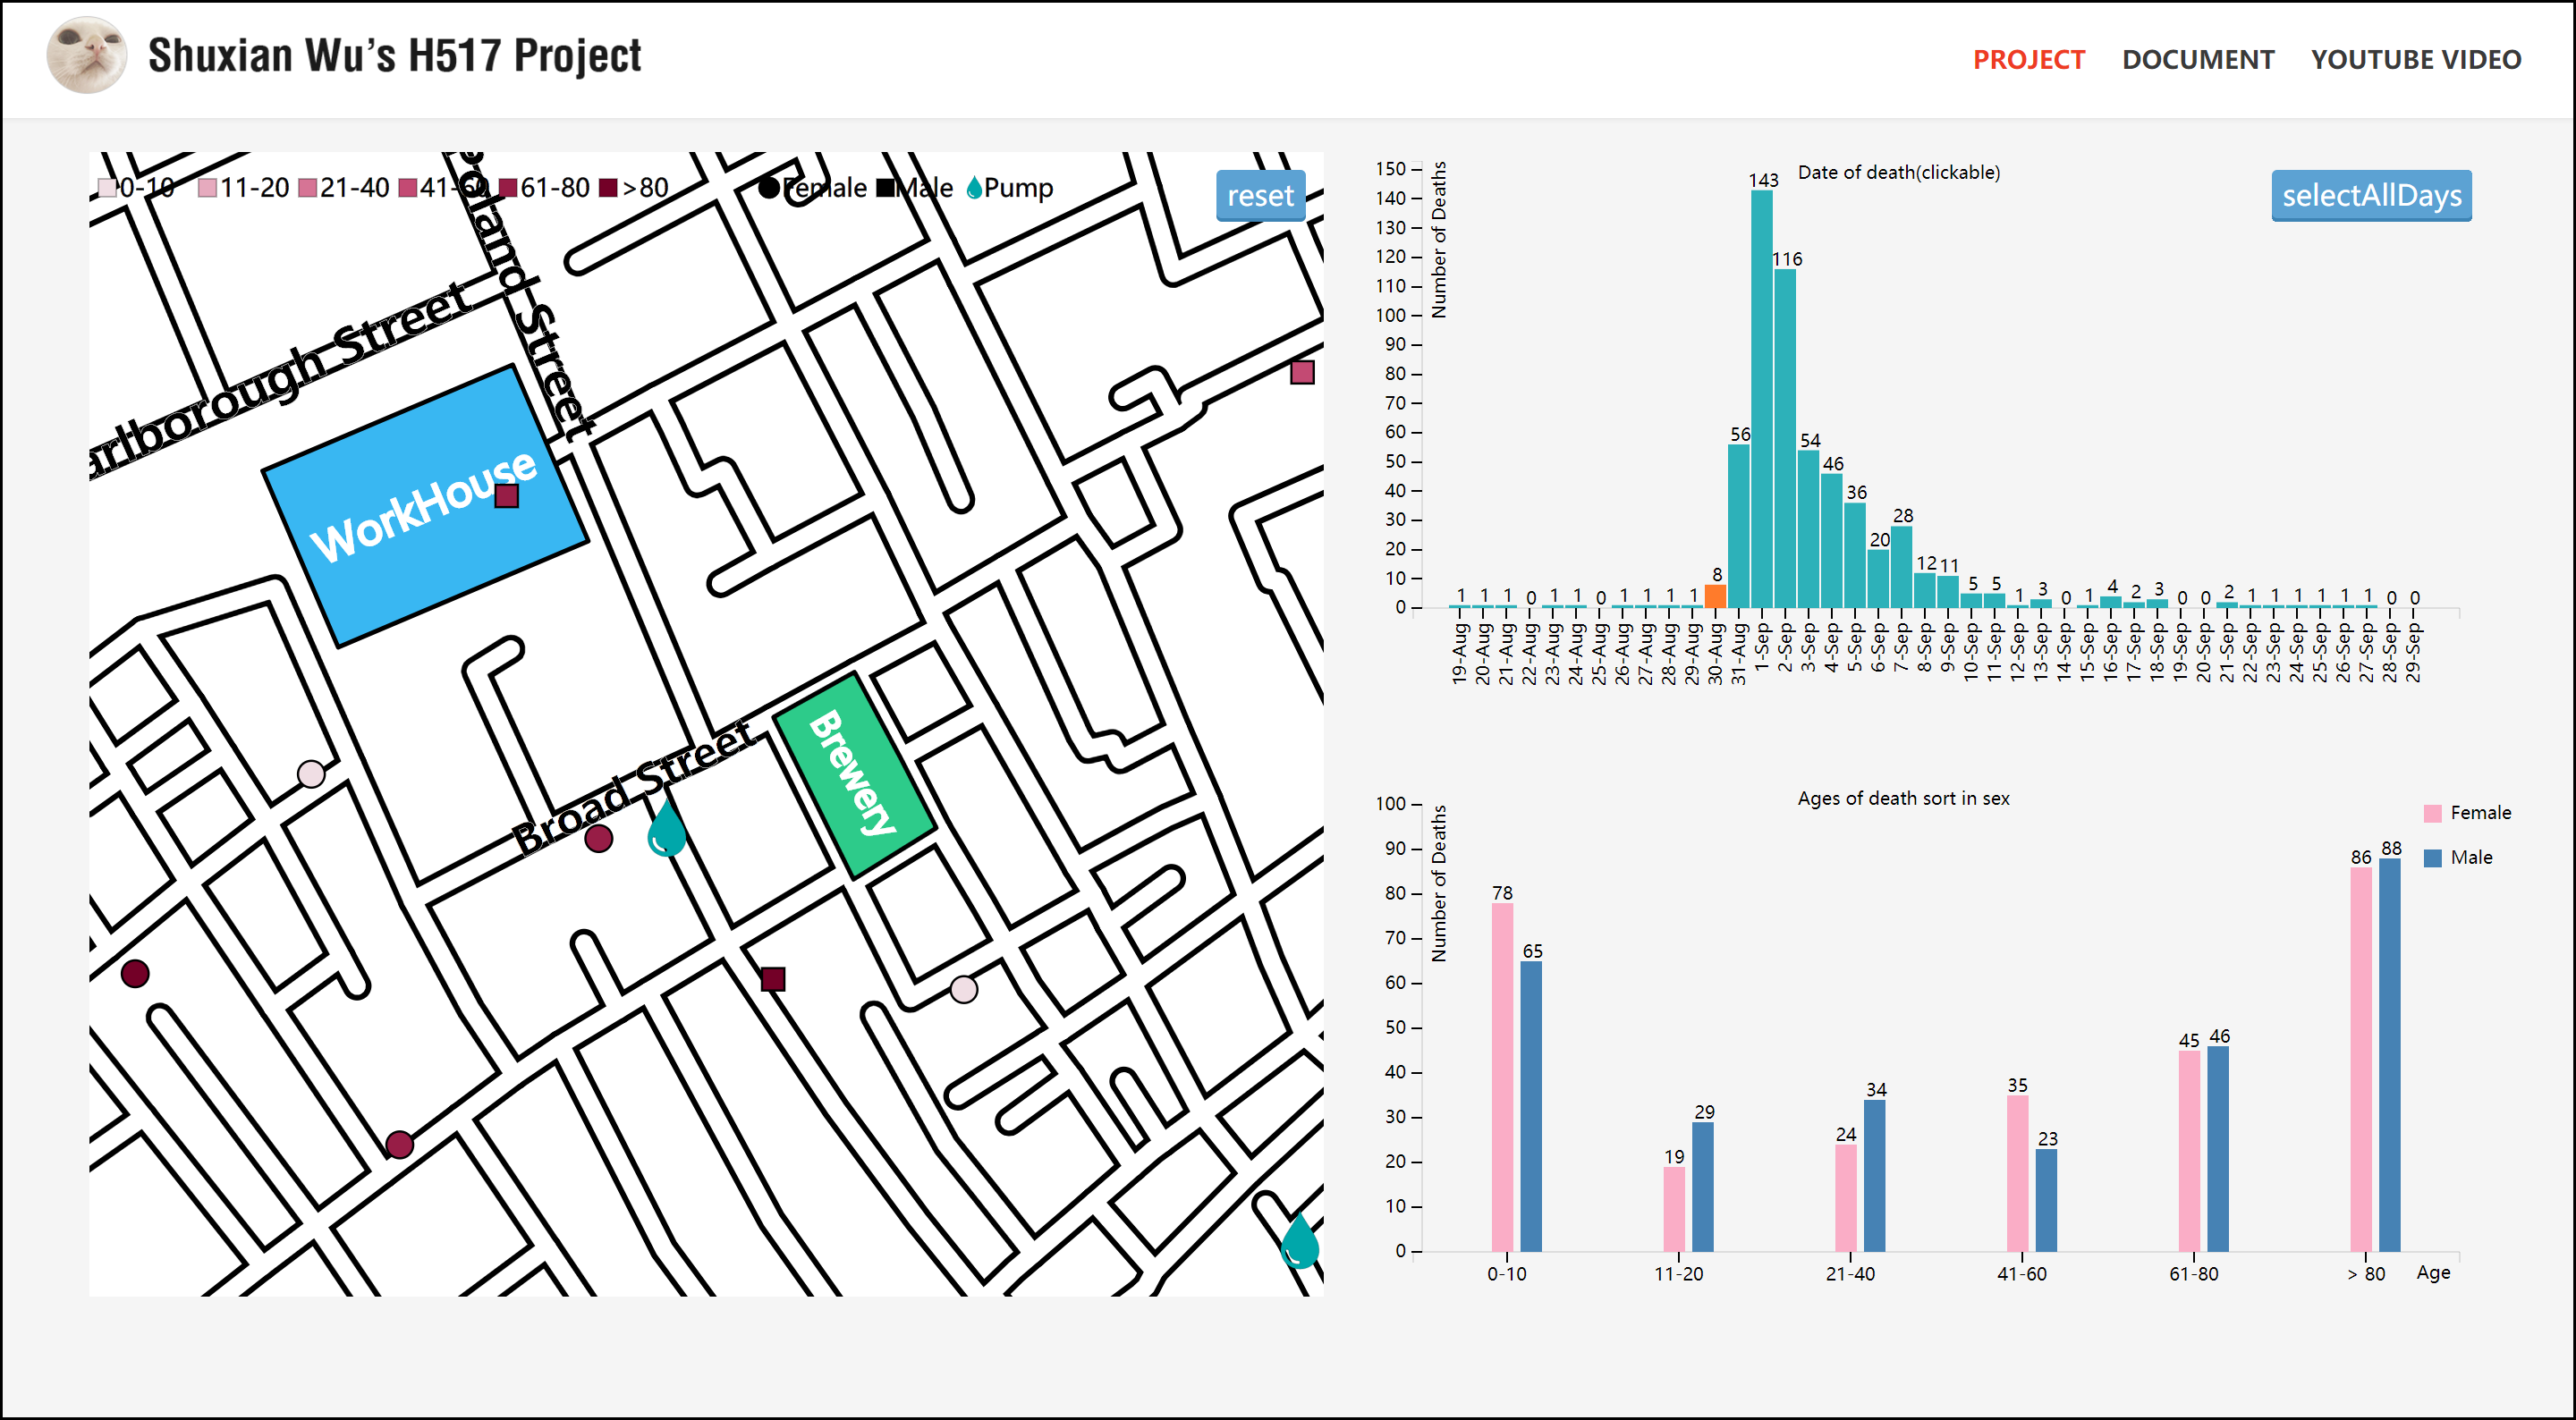 Shuxian Wu's H517 Project
PROJECT DOCUMENT YOUTUBE VIDEO
0-10 11-20 21-40 41-60 61-80 >80 Female Male Pump
reset
oland Street
arlborough Street
WorkHouse
Broad Street
Brewery
Date of death(clickable)
selectAllDays
Number of Deaths
150
140
130
120
110
100
90
80
70
60
50
40
30
20
10
0
1 1 1 0 1 1 0 1 1 1 1 8 56 143 116 54 46 36 20 28 12 11 5 5 1 3 0 1 4 2 3 0 0 2 1 1 1 1 1 1 0 0
19-Aug 20-Aug 21-Aug 22-Aug 23-Aug 24-Aug 25-Aug 26-Aug 27-Aug 28-Aug 29-Aug 30-Aug 31-Aug 1-Sep 2-Sep 3-Sep 4-Sep 5-Sep 6-Sep 7-Sep 8-Sep 9-Sep 10-Sep 11-Sep 12-Sep 13-Sep 14-Sep 15-Sep 16-Sep 17-Sep 18-Sep 19-Sep 20-Sep 21-Sep 22-Sep 23-Sep 24-Sep 25-Sep 26-Sep 27-Sep 28-Sep 29-Sep
Ages of death sort in sex
Female
Male
Number of Deaths
100
90
80
70
60
50
40
30
20
10
0
78 65 19 29 24 34 35 23 45 46 86 88
0-10 11-20 21-40 41-60 61-80 > 80 Age